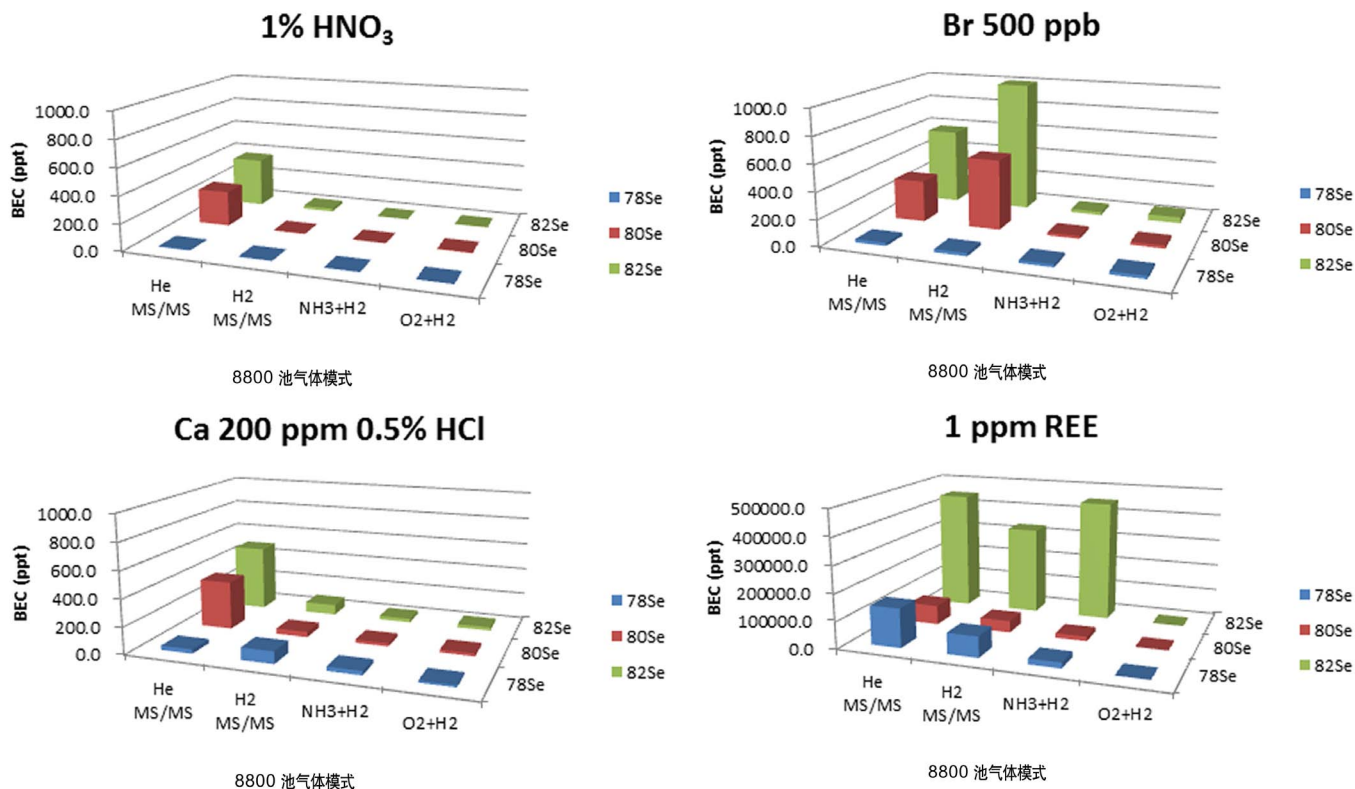 1% HNO₃
1000.0
800.0
600.0
400.0
200.0
0.0
BEC (ppt)
He
MS/MS
H2
MS/MS
NH3+H2
O2+H2
82Se
80Se
78Se
78Se
80Se
82Se
8800 池气体模式
Br 500 ppb
1000.0
800.0
600.0
400.0
200.0
0.0
BEC (ppt)
He
MS/MS
H2
MS/MS
NH3+H2
O2+H2
82Se
80Se
78Se
78Se
80Se
82Se
8800 池气体模式
Ca 200 ppm 0.5% HCl
1000.0
800.0
600.0
400.0
200.0
0.0
BEC (ppt)
He
MS/MS
H2
MS/MS
NH3+H2
O2+H2
82Se
80Se
78Se
78Se
80Se
82Se
8800 池气体模式
1 ppm REE
500000.0
400000.0
300000.0
200000.0
100000.0
0.0
BEC (ppt)
He
MS/MS
H2
MS/MS
NH3+H2
O2+H2
82Se
80Se
78Se
78Se
80Se
82Se
8800 池气体模式